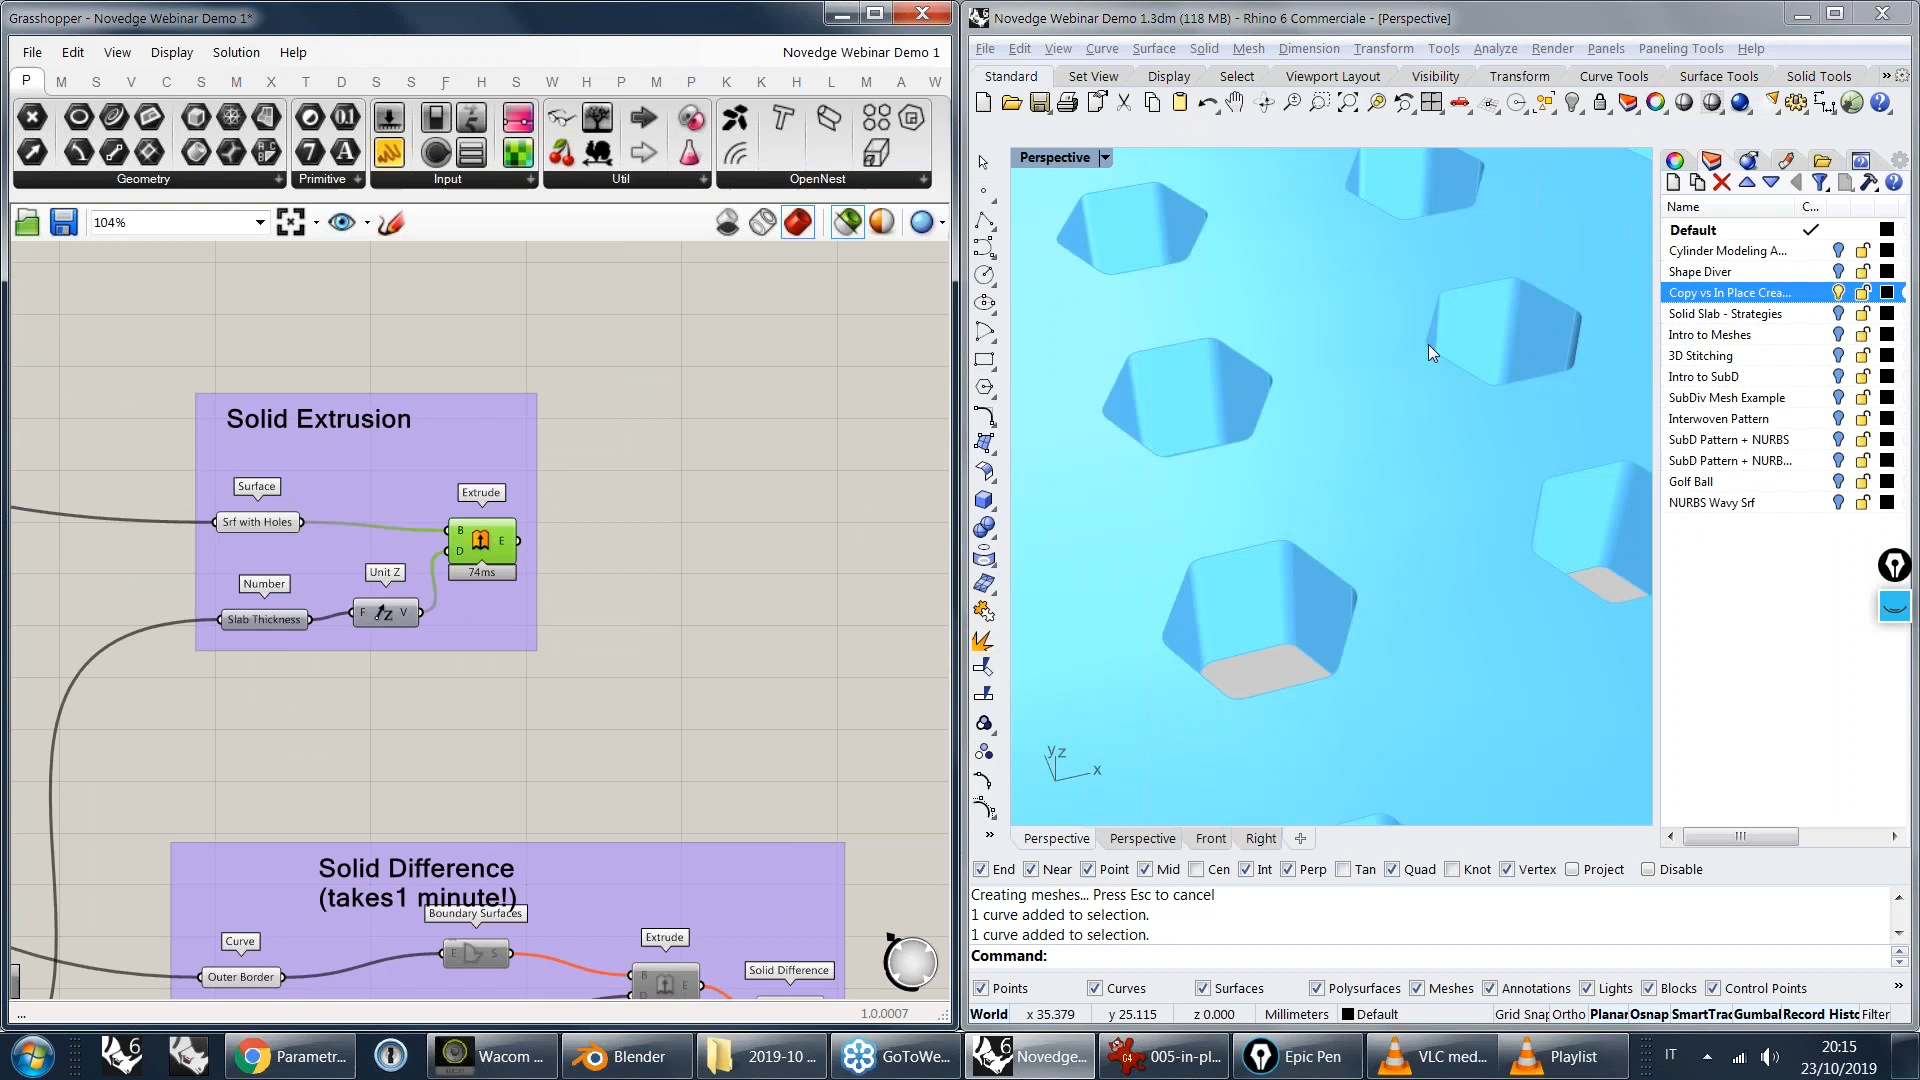 Grasshopper - Novedge Webinar Demo 1*
File Edit View Display Solution Help
Novedge Webinar Demo 1
P M S V C S M X T D S F H S W H P M P K K H L M A W
Geometry Primitive Input Util OpenNest
104%
Solid Extrusion
Surface
Srf with Holes
Extrude
B D E
74ms
Number
Slab Thickness
Unit Z
F Z V
Solid Difference
(takes1 minute!)
Boundary Surfaces
E S
Curve
Outer Border
Extrude
B E
Solid Difference
...
1.0.0007
Novedge Webinar Demo 1.3dm (118 MB) - Rhino 6 Commerciale - [Perspective]
File Edit View Curve Surface Solid Mesh Dimension Transform Tools Analyze Render Panels Paneling Tools Help
Standard Set View Display Select Viewport Layout Visibility Transform Curve Tools Surface Tools Solid Tools
Perspective
y z x
Name C...
Default
Cylinder Modeling A...
Shape Diver
Copy vs In Place Crea...
Solid Slab - Strategies
Intro to Meshes
3D Stitching
Intro to SubD
SubDiv Mesh Example
Interwoven Pattern
SubD Pattern + NURBS
SubD Pattern + NURB...
Golf Ball
NURBS Wavy Srf
Perspective Perspective Front Right
End Near Point Mid Cen Int Perp Tan Quad Knot Vertex Project Disable
Creating meshes... Press Esc to cancel
1 curve added to selection.
1 curve added to selection.
Command:
Points Curves Surfaces Polysurfaces Meshes Annotations Lights Blocks Control Points
World x 35.379 y 25.115 z 0.000 Millimeters Default Grid Snap Ortho Planar Osnap SmartTrac Gumbal Record Histo Filter
Parametr... Wacom ... Blender 2019-10 ... GoToWe... Novedge... 005-in-pl... Epic Pen VLC med... Playlist IT
20:15
23/10/2019